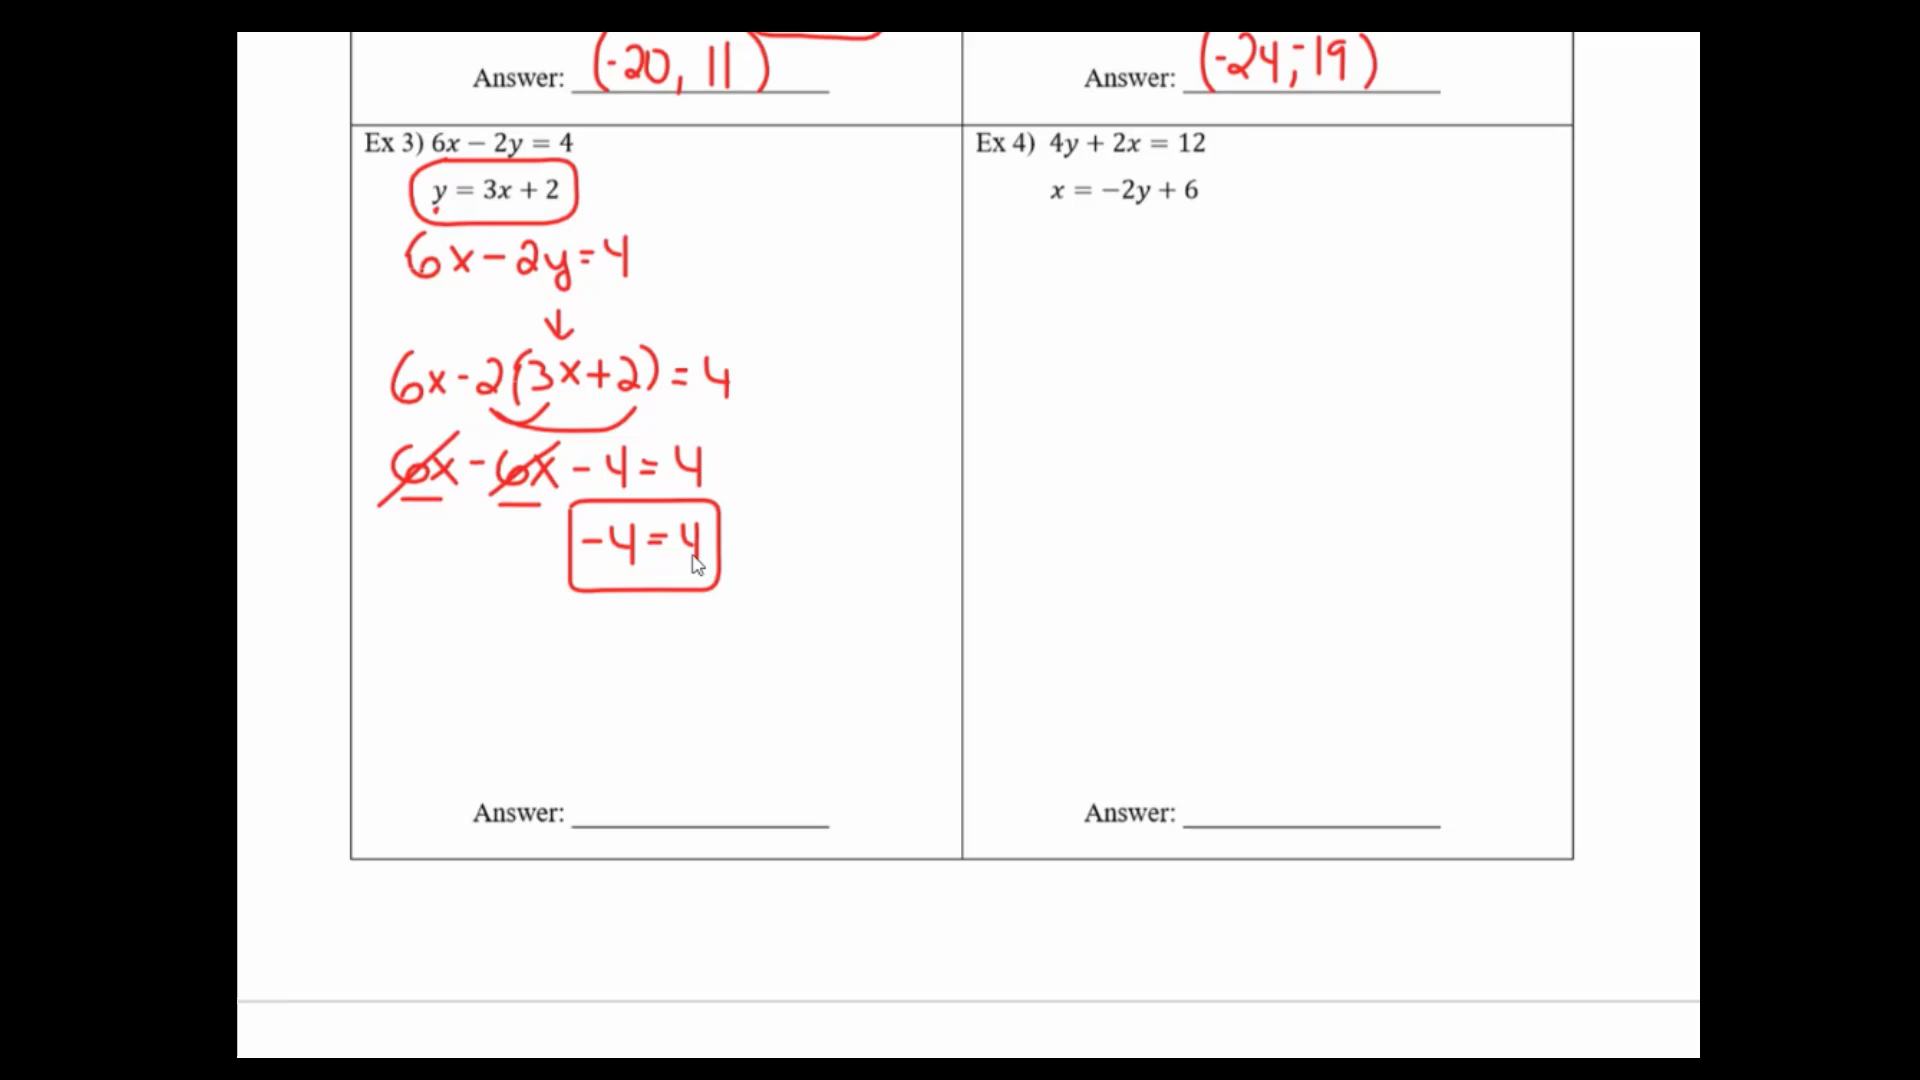 Answer: (-20, 11)
Answer: (-24, -19)
Ex 3) 6x − 2y = 4
y = 3x + 2
6x - 2y = 4
↓
6x - 2(3x + 2) = 4
6x - 6x - 4 = 4
-4 = 4
Answer:
Ex 4) 4y + 2x = 12
x = −2y + 6
Answer: